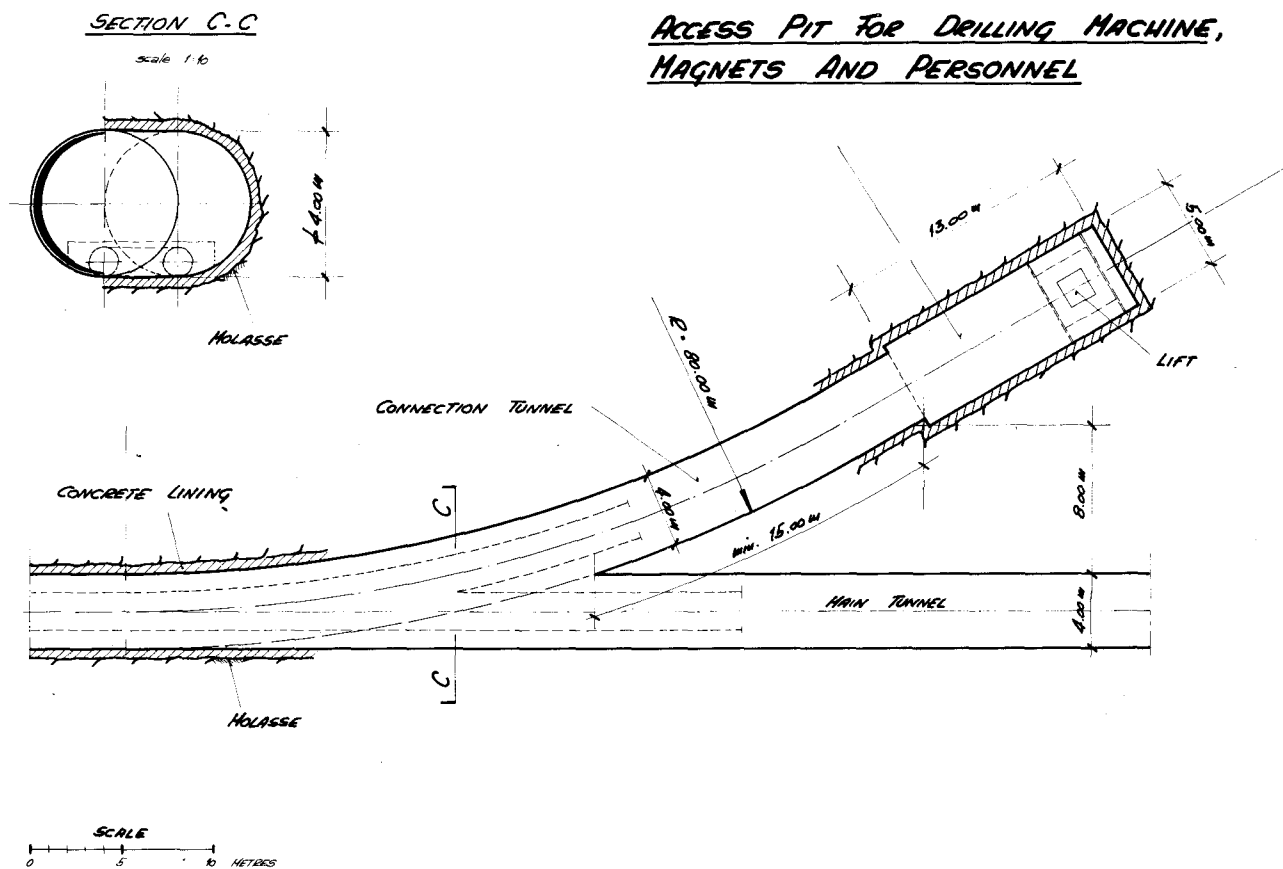 SECTION C-C
scale 1:10
ACCESS PIT FOR DRILLING MACHINE,
MAGNETS AND PERSONNEL
4.00 m
MOLASSE
13.00 m
5.00 m
R = 80.00 m
LIFT
CONNECTION TUNNEL
CONCRETE LINING
C
4.00 m
min. 15.00 m
8.00 m
MAIN TUNNEL
4.00 m
C
MOLASSE
SCALE
0 5 10 METRES